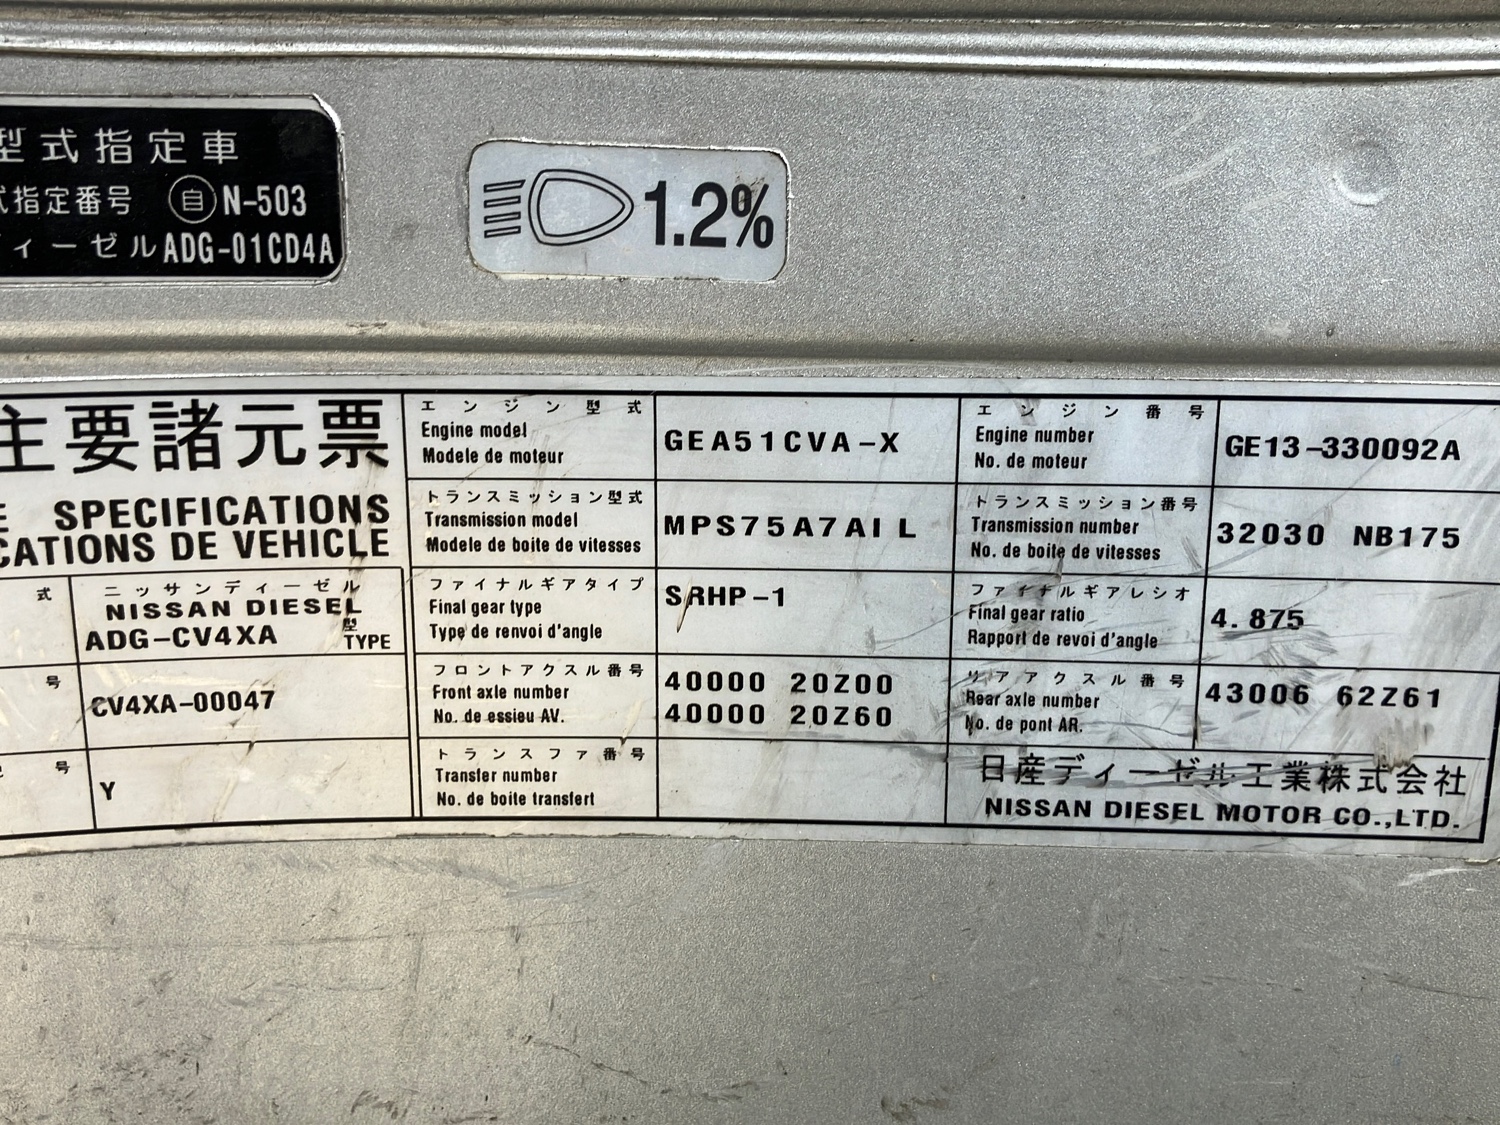 型式指定車
式指定番号 自 N-503
ィーゼル ADG-01CD4A
1.2%
主要諸元票
E SPECIFICATIONS
CATIONS DE VEHICLE
式
ニッサンディーゼル
NISSAN DIESEL
ADG-CV4XA
型
TYPE
号
CV4XA-00047
号
Y
エンジン型式
Engine model
Modele de moteur
GEA51CVA-X
エンジン番号
Engine number
No. de moteur
GE13-330092A
トランスミッション型式
Transmission model
Modele de boite de vitesses
MPS75A7AIL
トランスミッション番号
Transmission number
No. de boite de vitesses
32030 NB175
ファイナルギアタイプ
Final gear type
Type de renvoi d'angle
SRHP-1
ファイナルギアレシオ
Final gear ratio
Rapport de revoi d'angle
4.875
フロントアクスル番号
Front axle number
No. de essieu AV.
40000 20Z00
40000 20Z60
リアアクスル番号
Rear axle number
No. de pont AR.
43006 62Z61
トランスファ番号
Transfer number
No. de boite transfert
日産ディーゼル工業株式会社
NISSAN DIESEL MOTOR CO.,LTD.